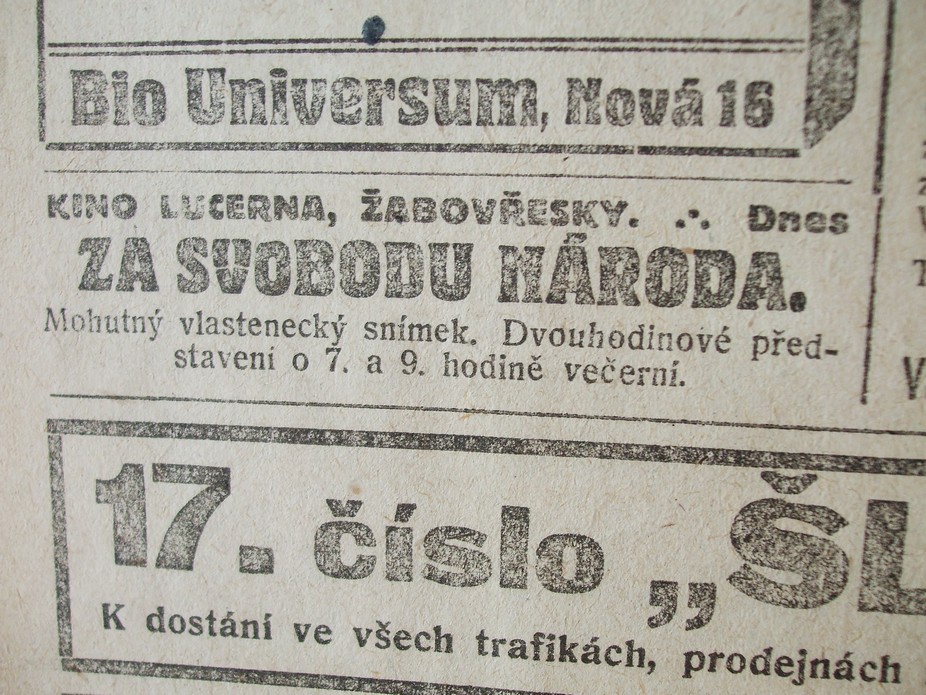 Bio Universum, Nová 16
KINO LUCERNA, ŽABOVŘESKY. ∴ Dnes
ZA SVOBODU NÁRODA.
Mohutný vlastenecký snímek. Dvouhodinové před-
stavení o 7. a 9. hodině večerní.
17. číslo „ŠL
K dostání ve všech trafikách, prodejnách